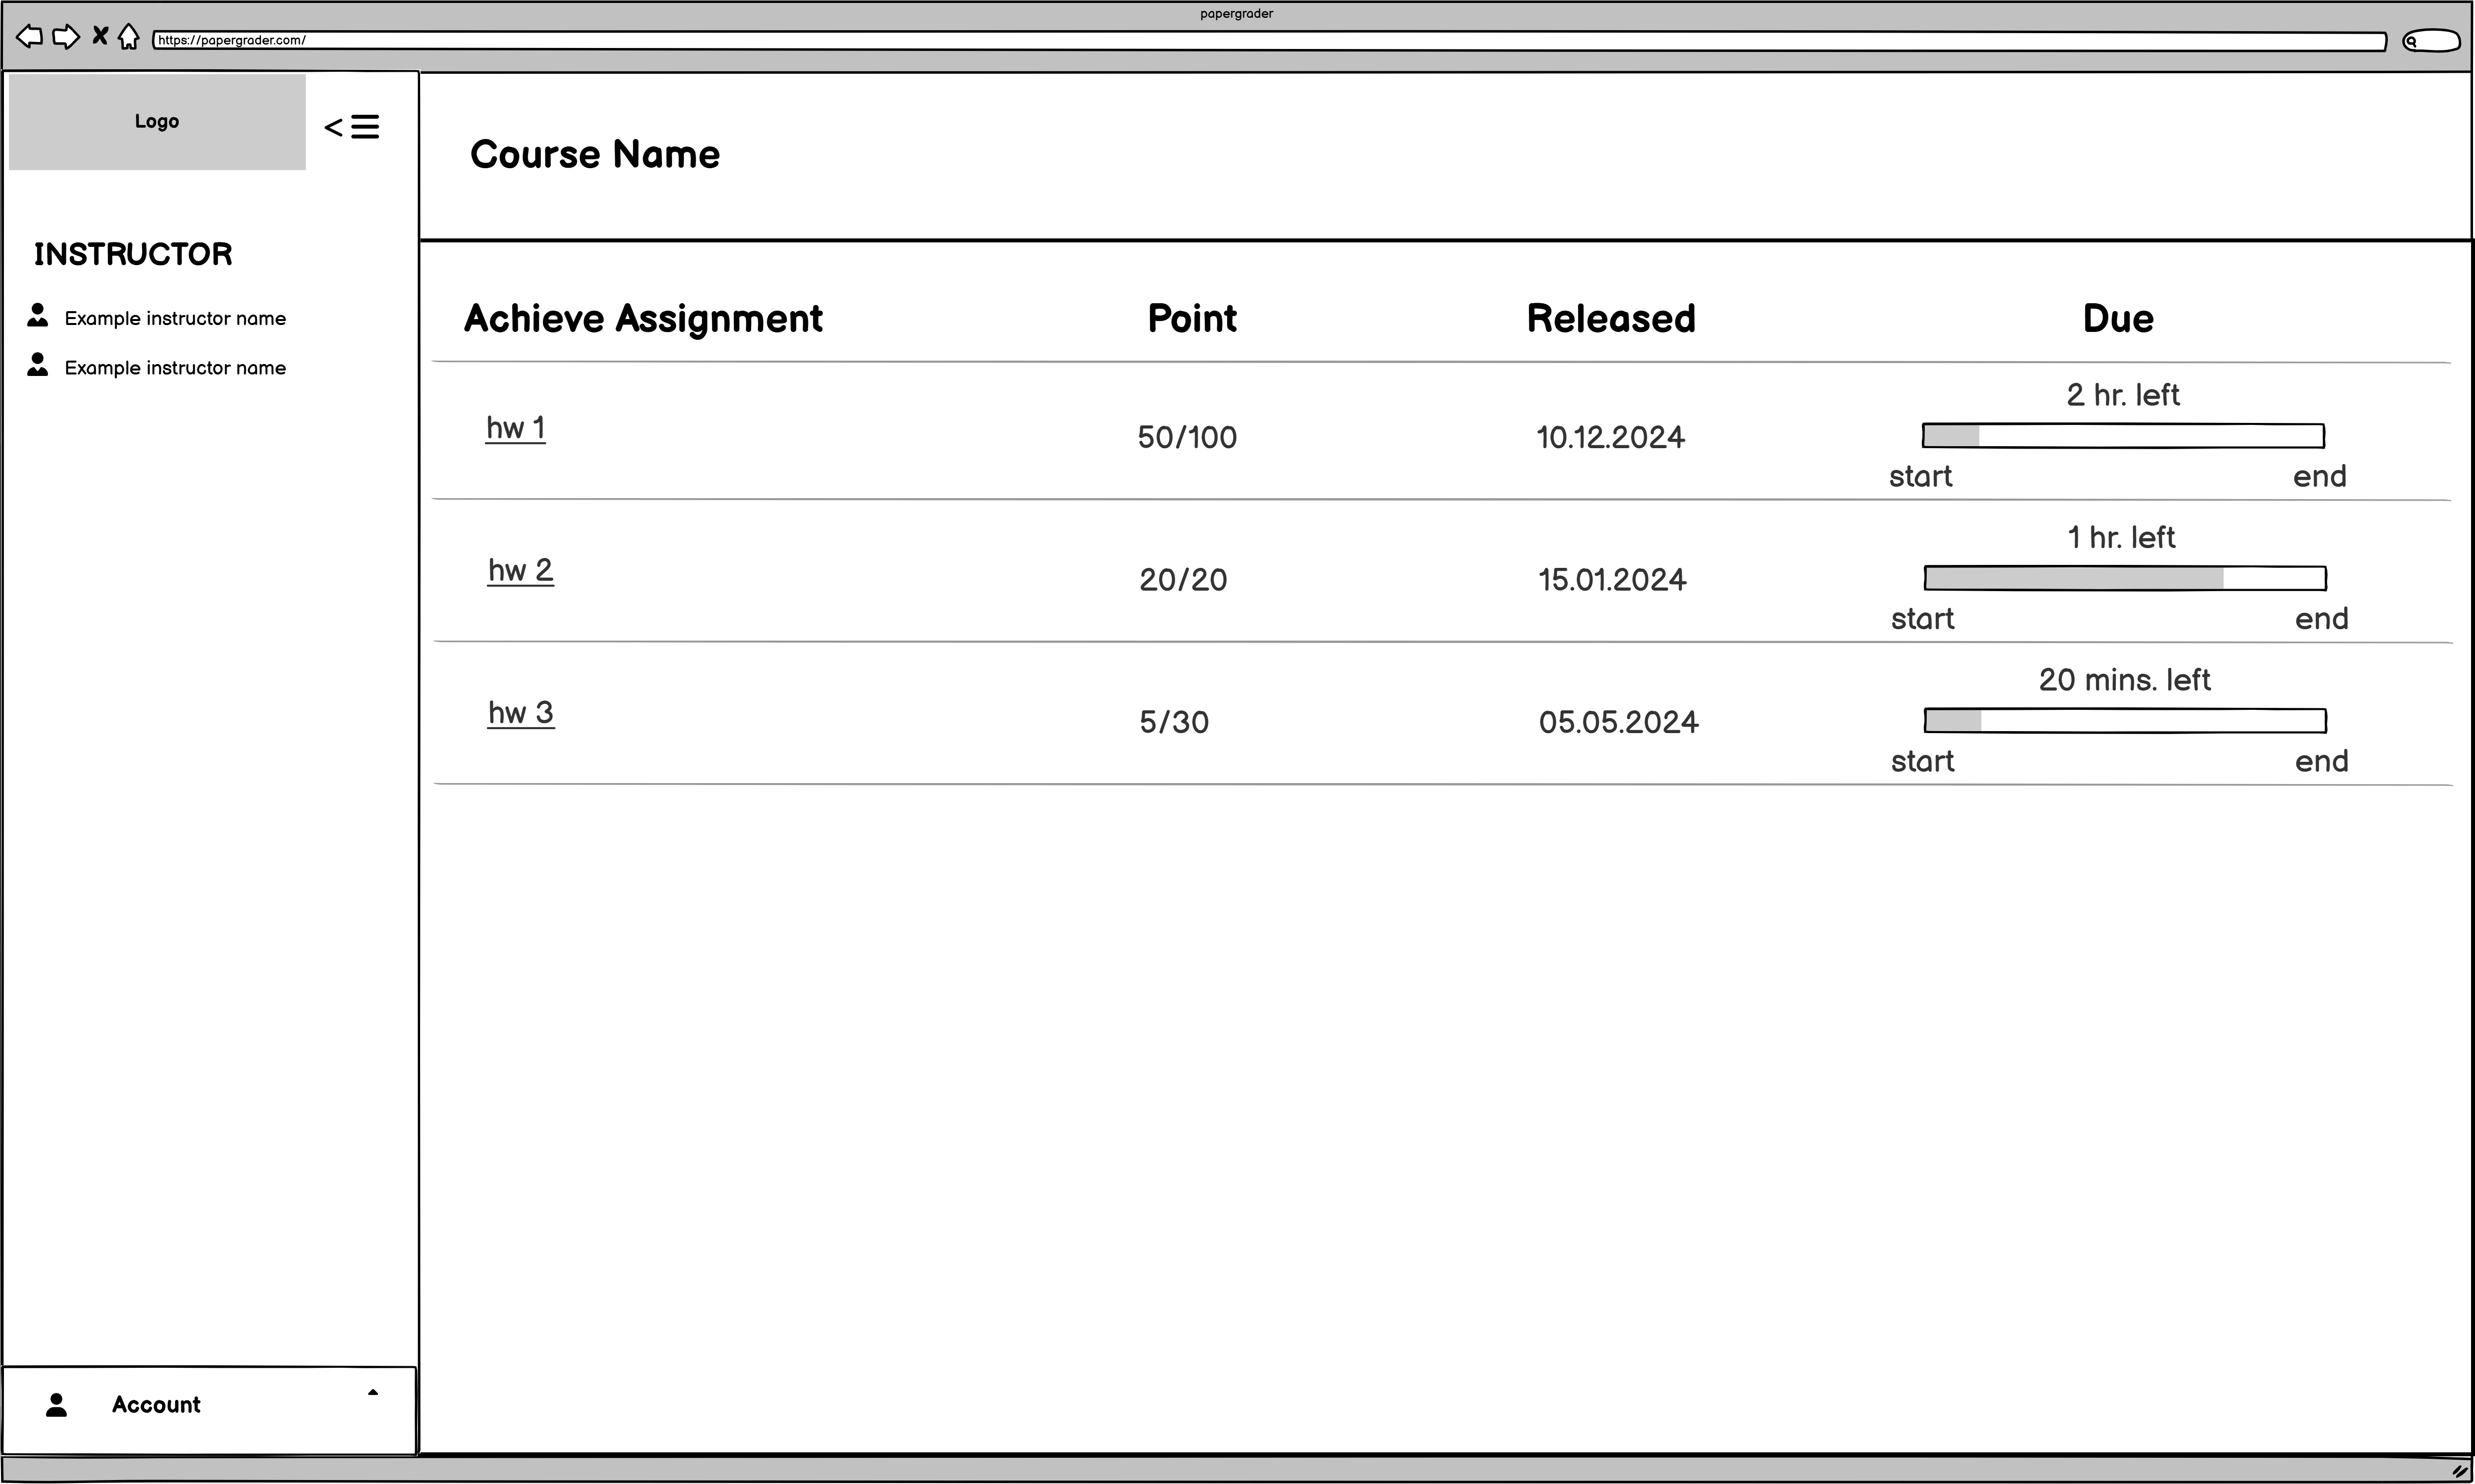 papergrader
https://papergrader.com/
Logo
<
INSTRUCTOR
Example instructor name
Example instructor name
Account
Course Name
Achieve Assignment Point Released Due
hw 1 50/100 10.12.2024 2 hr. left
start end
hw 2 20/20 15.01.2024 1 hr. left
start end
hw 3 5/30 05.05.2024 20 mins. left
start end